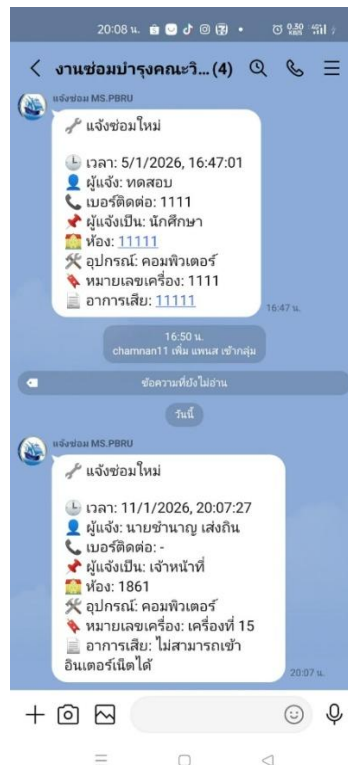 20:08 น.
0.30 KB/s 4G
งานซ่อมบำรุงคณะวิ... (4)
แจ้งซ่อม MS.PBRU
แจ้งซ่อมใหม่
เวลา: 5/1/2026, 16:47:01
ผู้แจ้ง: ทดสอบ
เบอร์ติดต่อ: 1111
ผู้แจ้งเป็น: นักศึกษา
ห้อง: 11111
อุปกรณ์: คอมพิวเตอร์
หมายเลขเครื่อง: 1111
อาการเสีย: 11111
16:47 น.
16:50 น.
chamnan11 เพิ่ม แพนส เข้ากลุ่ม
ข้อความที่ยังไม่อ่าน
วันนี้
แจ้งซ่อม MS.PBRU
แจ้งซ่อมใหม่
เวลา: 11/1/2026, 20:07:27
ผู้แจ้ง: นายชำนาญ เส่งถิน
เบอร์ติดต่อ: -
ผู้แจ้งเป็น: เจ้าหน้าที่
ห้อง: 1861
อุปกรณ์: คอมพิวเตอร์
หมายเลขเครื่อง: เครื่องที่ 15
อาการเสีย: ไม่สามารถเข้า
อินเตอร์เน็ตได้
20:07 น.